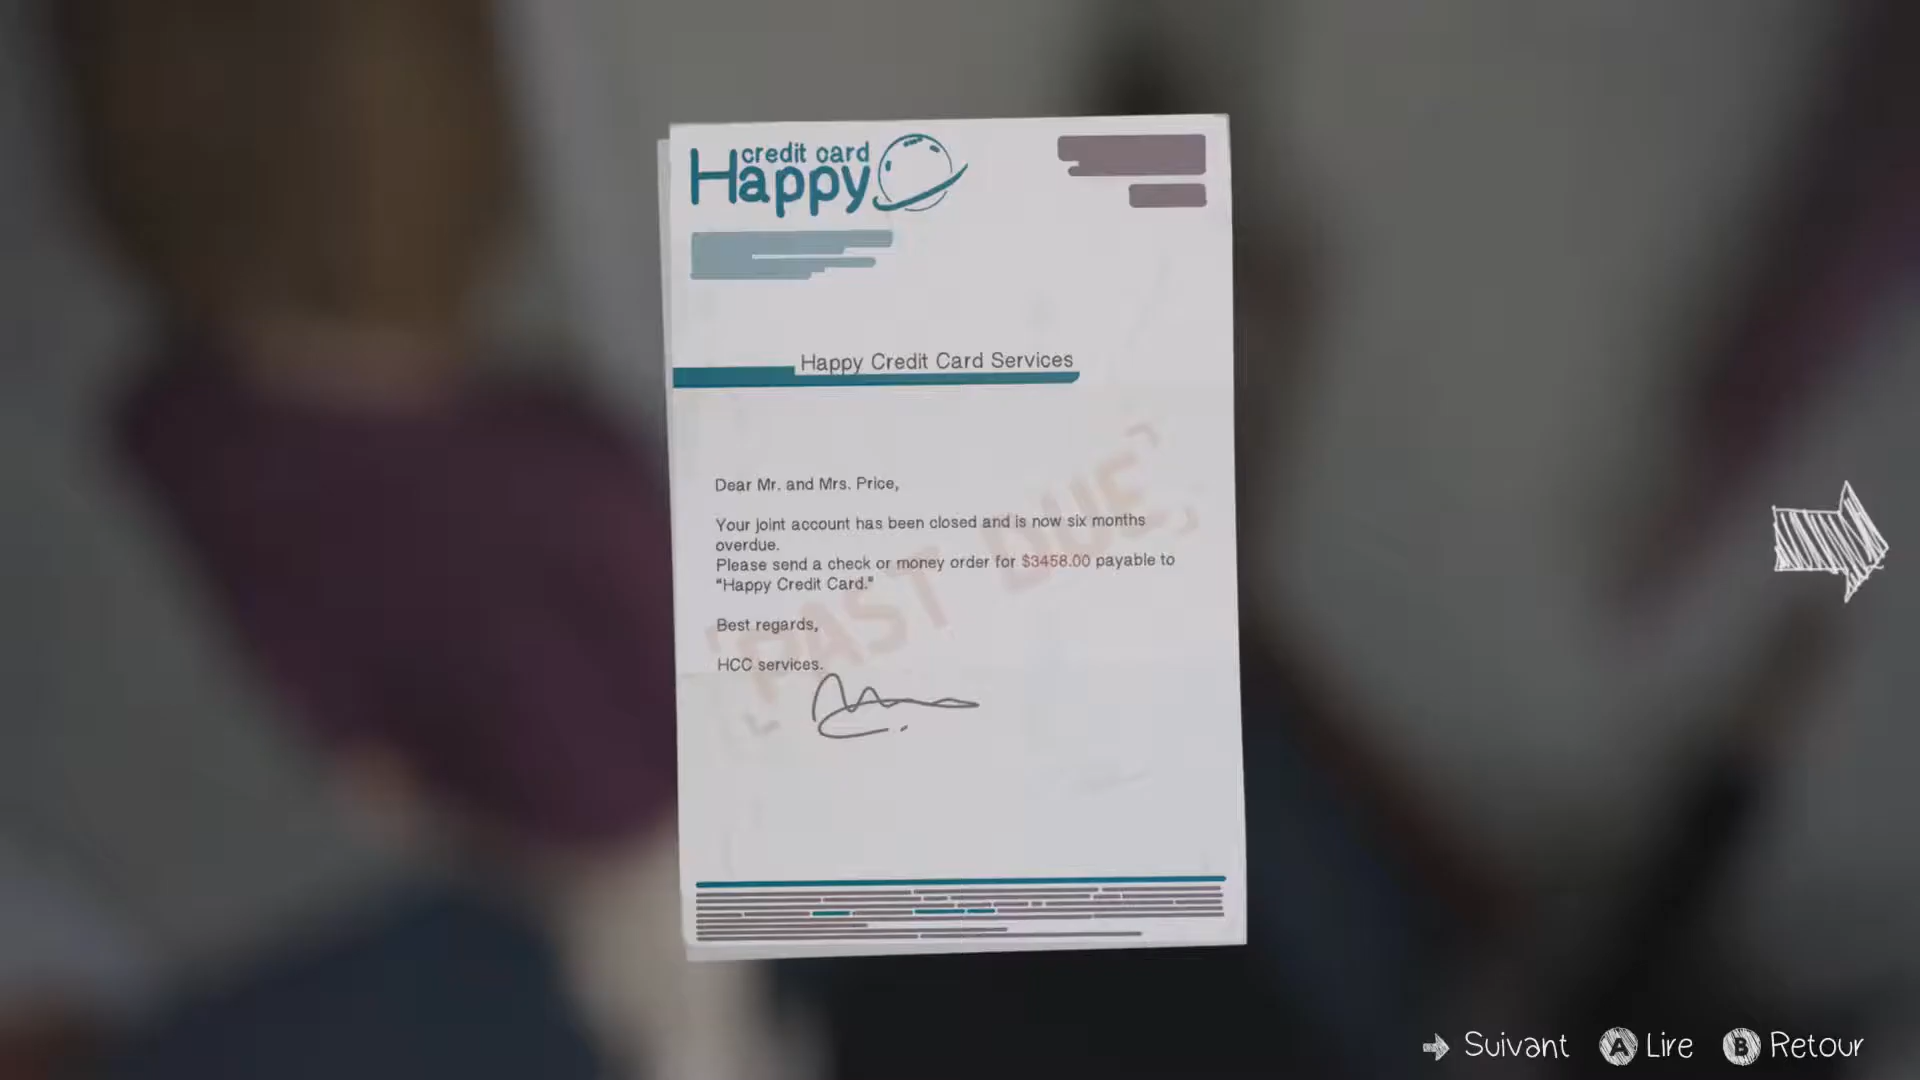 credit card
Happy
Happy Credit Card Services
Dear Mr. and Mrs. Price,
Your joint account has been closed and is now six months
overdue.
Please send a check or money order for $3458.00 payable to
“Happy Credit Card.”
PAST DUE
Best regards,
HCC services.
Suivant
A Lire
B Retour